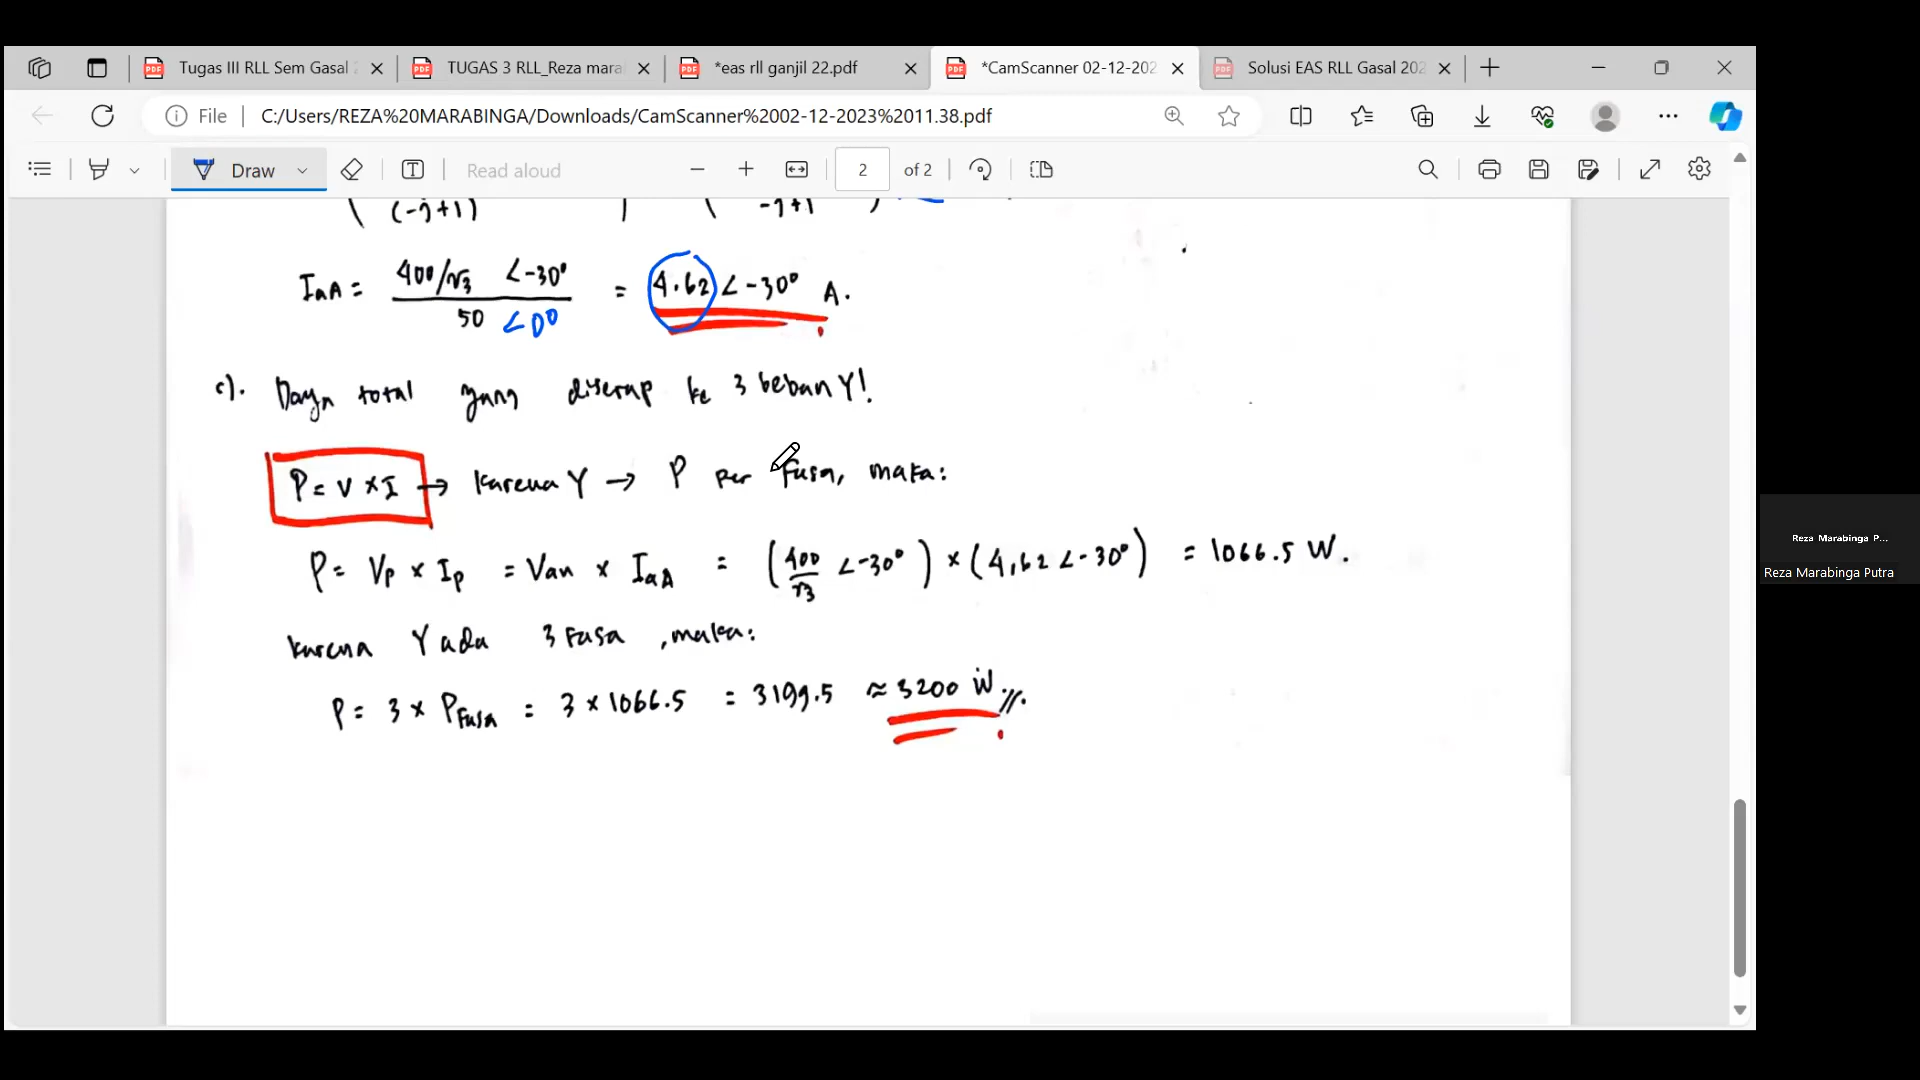 Tugas III RLL Sem Gasal 2
TUGAS 3 RLL_Reza mara
*eas rll ganjil 22.pdf
*CamScanner 02-12-202
Solusi EAS RLL Gasal 202
File
C:/Users/REZA%20MARABINGA/Downloads/CamScanner%2002-12-2023%2011.38.pdf
Draw
Read aloud
2
of 2
(-j+1)
-j+1
IaA = 400/√3 ∠-30° / 50 ∠0° = 4.62 ∠-30° A.
c). Daya total yang diserap ke 3 beban Y!
P = V × I → karena Y → P per fusa, maka:
P = Vp × Ip = Van × IaA = (400/√3 ∠-30°) × (4,62 ∠-30°) = 1066.5 W.
karena Y ada 3 Fasa , maka:
P = 3 × PFasa = 3 × 1066.5 = 3199.5 ≈ 3200 W //.
Reza Marabinga P...
Reza Marabinga Putra